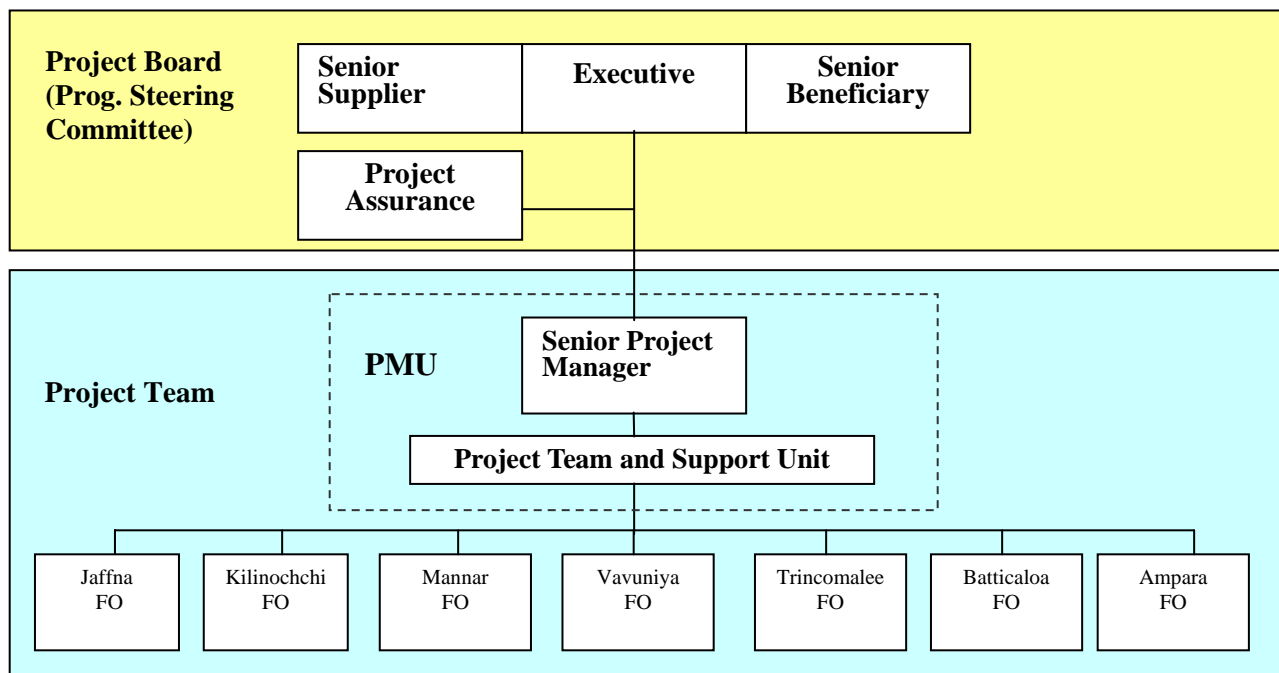 Project Board
(Prog. Steering
Committee)
Senior
Supplier
Executive
Senior
Beneficiary
Project
Assurance
Project Team
PMU
Senior Project
Manager
Project Team and Support Unit
Jaffna
FO
Kilinochchi
FO
Mannar
FO
Vavuniya
FO
Trincomalee
FO
Batticaloa
FO
Ampara
FO